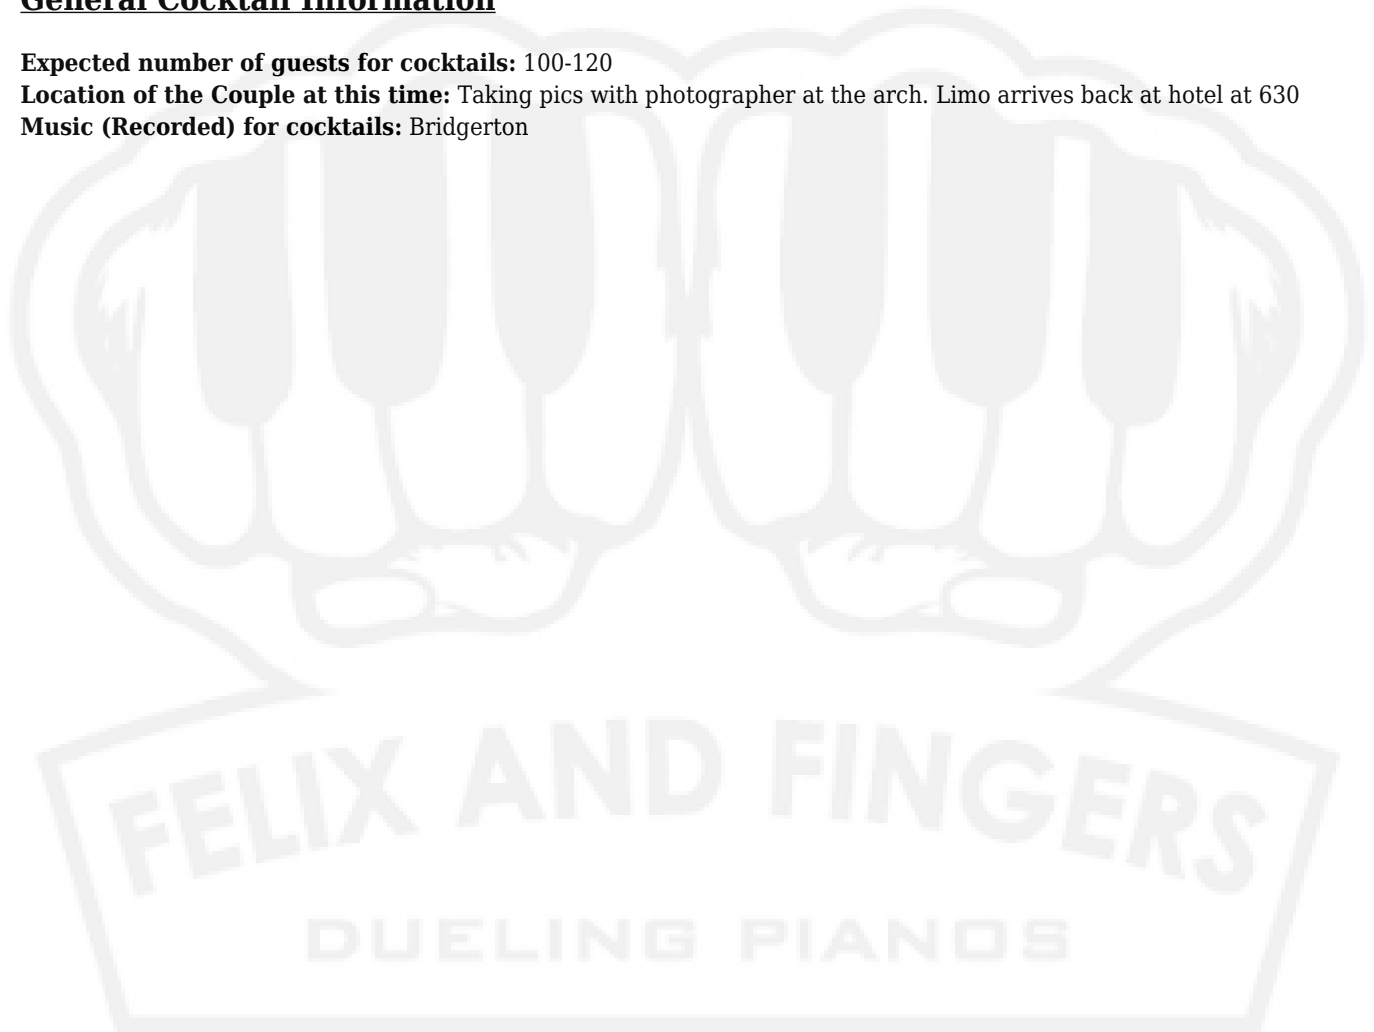 General Cocktail Information
Expected number of guests for cocktails: 100-120
Location of the Couple at this time: Taking pics with photographer at the arch. Limo arrives back at hotel at 630
Music (Recorded) for cocktails: Bridgerton
FELIX AND FINGERS
DUELING PIANOS